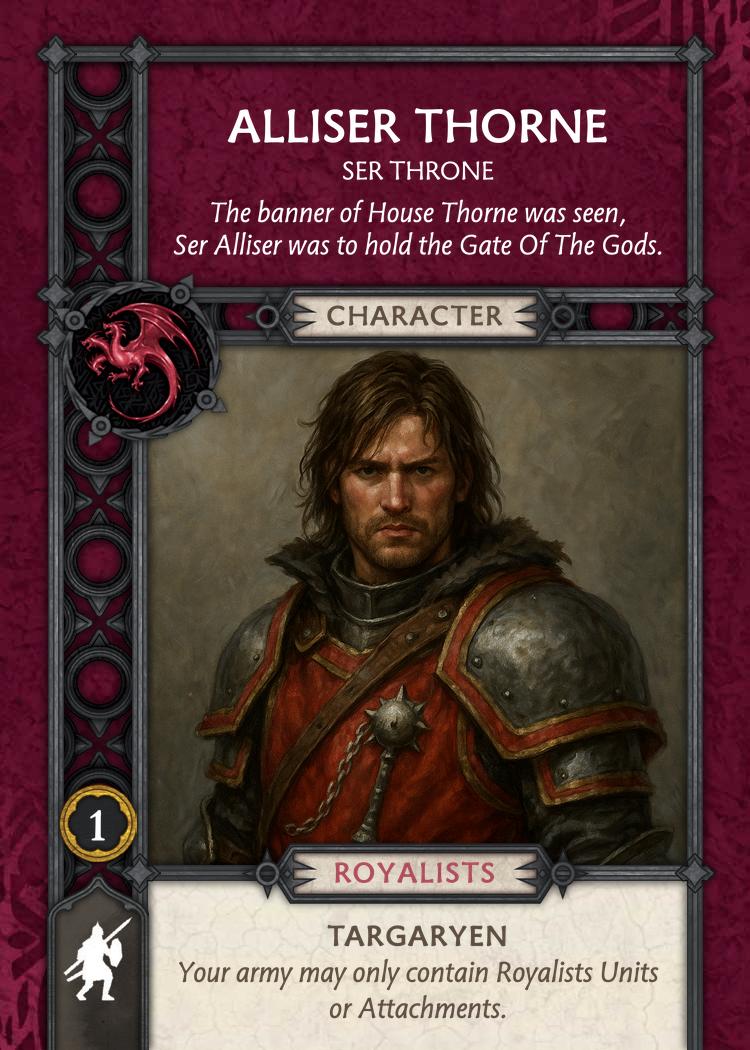 ALLISER THORNE
SER THRONE
The banner of House Thorne was seen,
Ser Alliser was to hold the Gate Of The Gods.
CHARACTER
1
ROYALISTS
TARGARYEN
Your army may only contain Royalists Units
or Attachments.